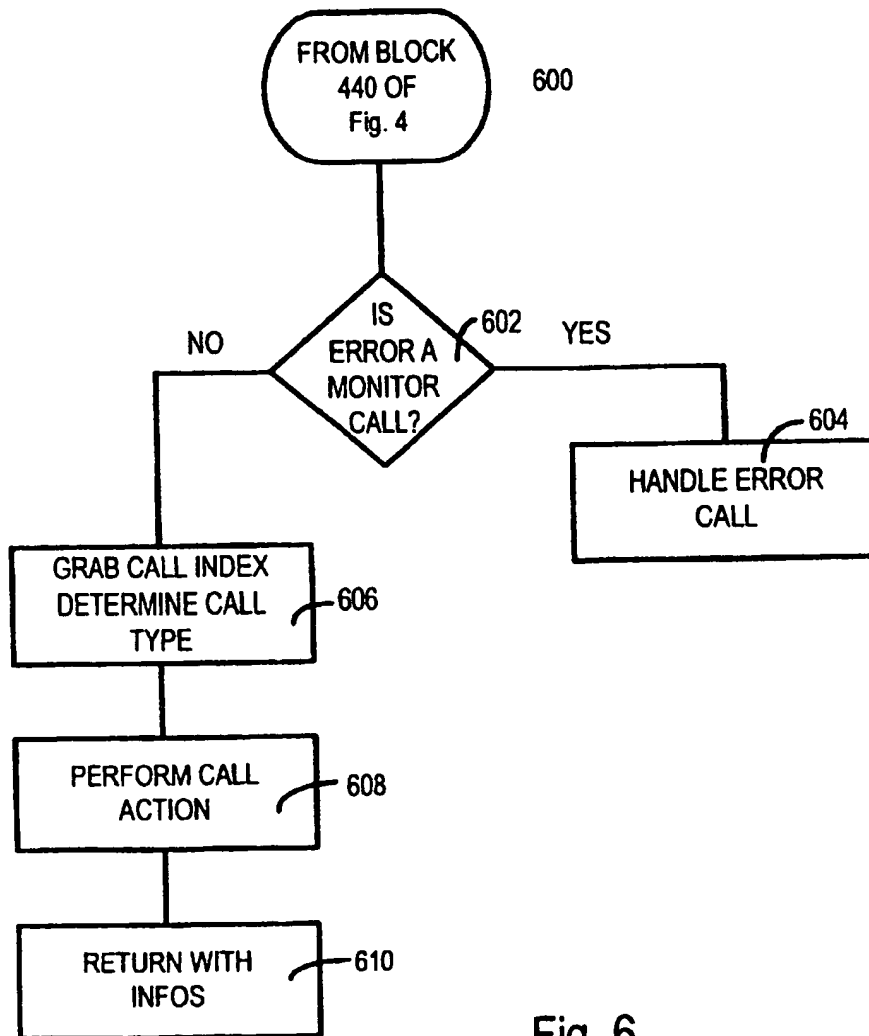 FROM BLOCK
440 OF
Fig. 4
600
IS
ERROR A
MONITOR
CALL?
602
NO
YES
604
HANDLE ERROR
CALL
GRAB CALL INDEX
DETERMINE CALL
TYPE
606
PERFORM CALL
ACTION
608
RETURN WITH
INFOS
610
Fig. 6